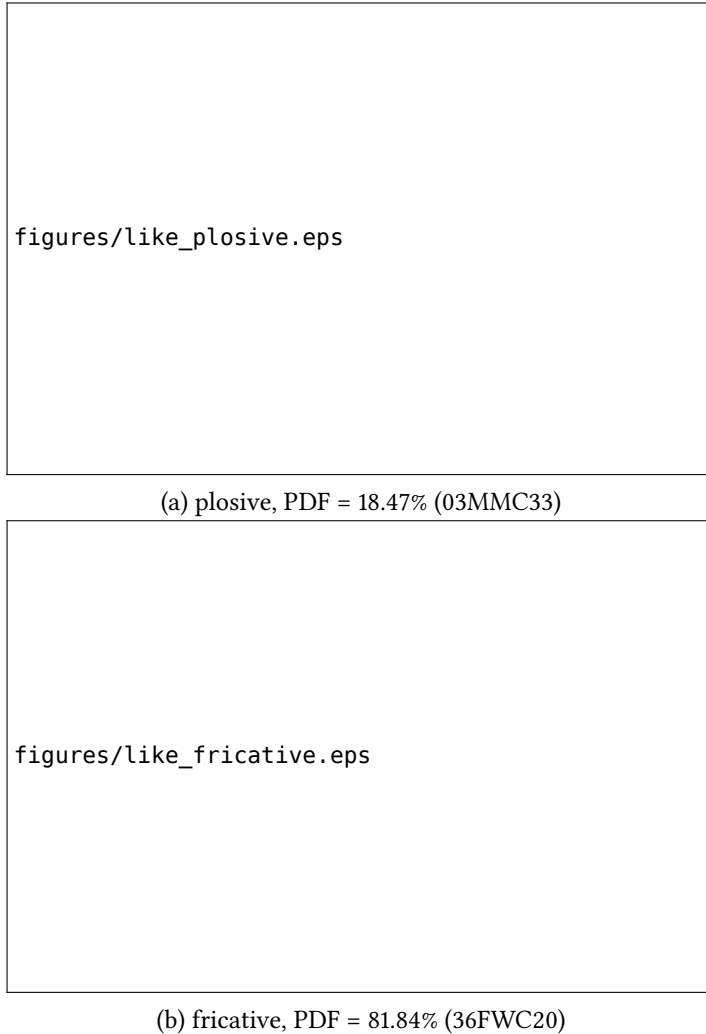 figures/like_plosive.eps
(a) plosive, PDF = 18.47% (03MMC33)
figures/like_fricative.eps
(b) fricative, PDF = 81.84% (36FWC20)